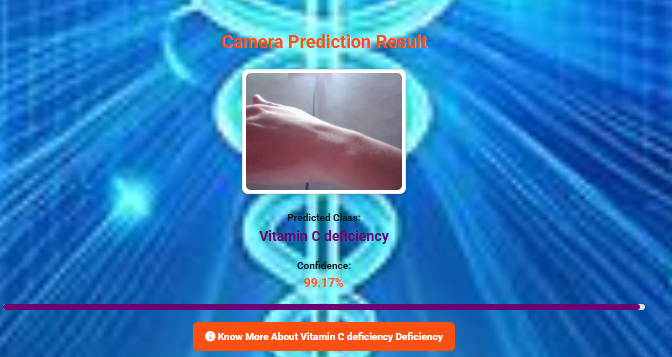 Camera Prediction Result
Predicted Class:
Vitamin C deficiency
Confidence:
99.17%
Know More About Vitamin C deficiency Deficiency